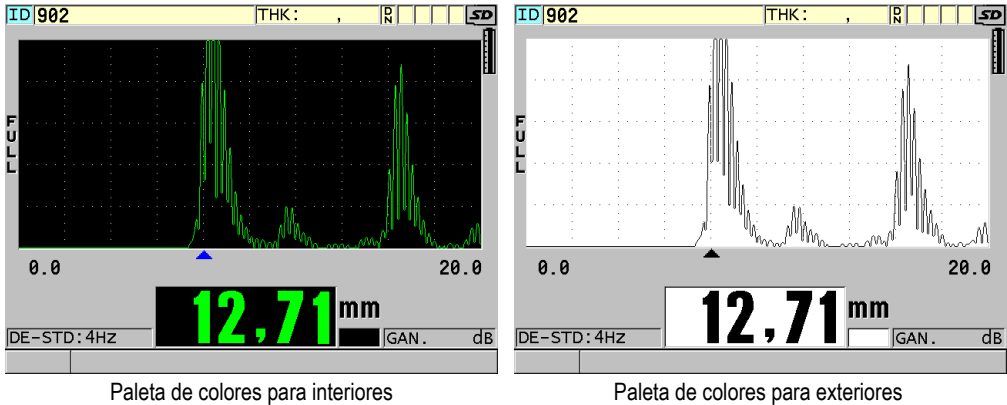 ID 902 THK: , DN SD
FULL
0.0 20.0
12,71 mm
DE-STD:4Hz GAN. dB
Paleta de colores para interiores
ID 902 THK: , DN SD
FULL
0.0 20.0
12,71 mm
DE-STD:4Hz GAN. dB
Paleta de colores para exteriores